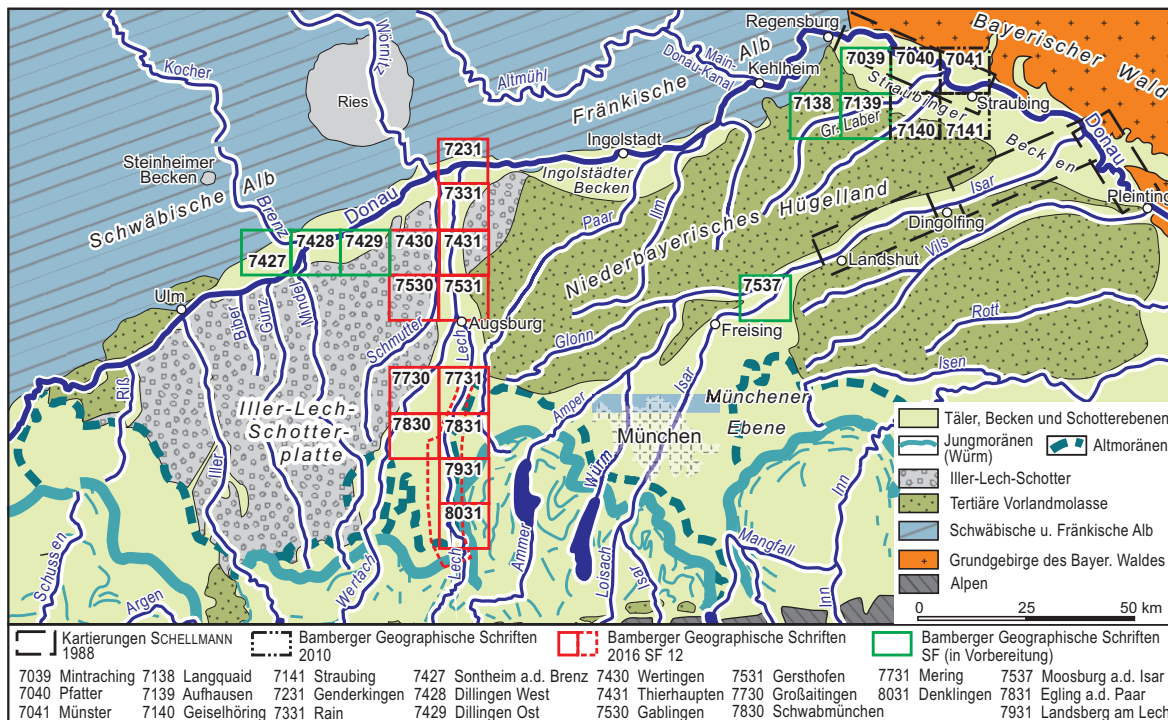 Regensburg
Bayerischer Wald
Wörnitz
Kocher
Altmühl
Main-
Donau-Kanal
Alb
Kehlheim
7039
7040
7041
Ries
Fränkische
Straubinger
Straubing
7138
7139
Gr. Laber
7140
7141
Donau
Steinheimer
Becken
Ingolstadt
7231
Ingolstädter
Becken
Becken
Isar
Pleinting
Schwäbische Alb
Brenz
Donau
7331
Paar
Ilm
Niederbayerisches Hügelland
Dingolfing
7427
7428
7429
7430
7431
Landshut
Vils
Ulm
Biber
Günz
Mindel
7530
7531
7537
Schmutter
Augsburg
Lech
Glonn
Freising
Rott
Riß
Isen
7730
7731
Amper
Isar
Münchener
Ebene
Iller-Lech-
Schotter-
platte
7830
7831
München
Iller
7931
Würm
8031
Inn
Schussen
Argen
Wertach
Lech
Ammer
Loisach
Isar
Mangfall
Inn
Täler, Becken und Schotterebenen
Jungmoränen
(Würm)
Altmoränen
Iller-Lech-Schotter
Tertiäre Vorlandmolasse
Schwäbische u. Fränkische Alb
Grundgebirge des Bayer. Waldes
Alpen
0 25 50 km
Kartierungen SCHELLMANN
1988
Bamberger Geographische Schriften
2010
Bamberger Geographische Schriften
2016 SF 12
Bamberger Geographische Schriften
SF (in Vorbereitung)
7039 Mintraching 7138 Langquaid 7141 Straubing 7427 Sontheim a.d. Brenz 7430 Wertingen 7531 Gersthofen 7731 Mering 7537 Moosburg a.d. Isar
7040 Pfatter 7139 Aufhausen 7231 Genderkingen 7428 Dillingen West 7431 Thierhaupten 7730 Großaitingen 8031 Denklingen 7831 Egling a.d. Paar
7041 Münster 7140 Geiselhöring 7331 Rain 7429 Dillingen Ost 7530 Gablingen 7830 Schwabmünchen 7931 Landsberg am Lech